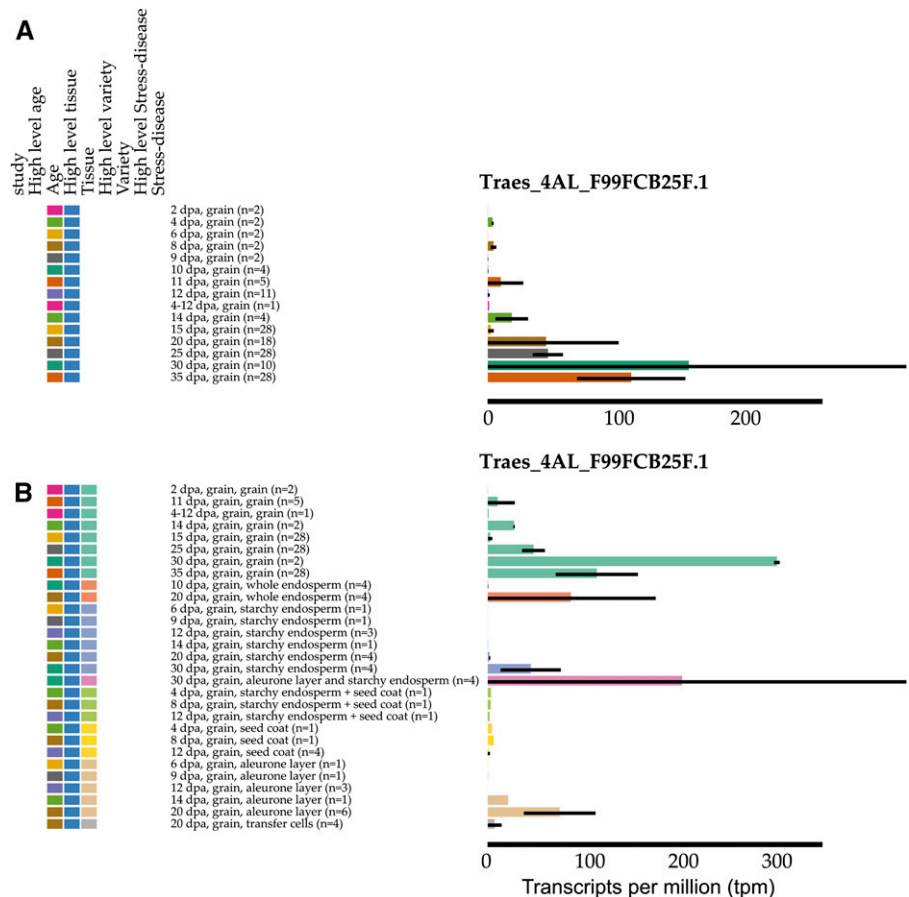 A
study
High level age
Age
High level tissue
Tissue
High level variety
Variety
High level Stress-disease
Stress-disease
Traes_4AL_F99FCB25F.1
2 dpa, grain (n=2)
4 dpa, grain (n=2)
6 dpa, grain (n=2)
8 dpa, grain (n=2)
9 dpa, grain (n=2)
10 dpa, grain (n=4)
11 dpa, grain (n=5)
12 dpa, grain (n=11)
4-12 dpa, grain (n=1)
14 dpa, grain (n=4)
15 dpa, grain (n=28)
20 dpa, grain (n=18)
25 dpa, grain (n=28)
30 dpa, grain (n=10)
35 dpa, grain (n=28)
0 100 200
Traes_4AL_F99FCB25F.1
B
2 dpa, grain, grain (n=2)
11 dpa, grain, grain (n=5)
4-12 dpa, grain, grain (n=1)
14 dpa, grain, grain (n=2)
15 dpa, grain, grain (n=28)
25 dpa, grain, grain (n=28)
30 dpa, grain, grain (n=2)
35 dpa, grain, grain (n=28)
10 dpa, grain, whole endosperm (n=4)
20 dpa, grain, whole endosperm (n=4)
6 dpa, grain, starchy endosperm (n=1)
9 dpa, grain, starchy endosperm (n=1)
12 dpa, grain, starchy endosperm (n=3)
14 dpa, grain, starchy endosperm (n=1)
20 dpa, grain, starchy endosperm (n=4)
30 dpa, grain, starchy endosperm (n=4)
30 dpa, grain, aleurone layer and starchy endosperm (n=4)
4 dpa, grain, starchy endosperm + seed coat (n=1)
8 dpa, grain, starchy endosperm + seed coat (n=1)
12 dpa, grain, starchy endosperm + seed coat (n=1)
4 dpa, grain, seed coat (n=1)
8 dpa, grain, seed coat (n=1)
12 dpa, grain, seed coat (n=4)
6 dpa, grain, aleurone layer (n=1)
9 dpa, grain, aleurone layer (n=1)
12 dpa, grain, aleurone layer (n=3)
14 dpa, grain, aleurone layer (n=1)
20 dpa, grain, aleurone layer (n=6)
20 dpa, grain, transfer cells (n=4)
0 100 200 300
Transcripts per million (tpm)